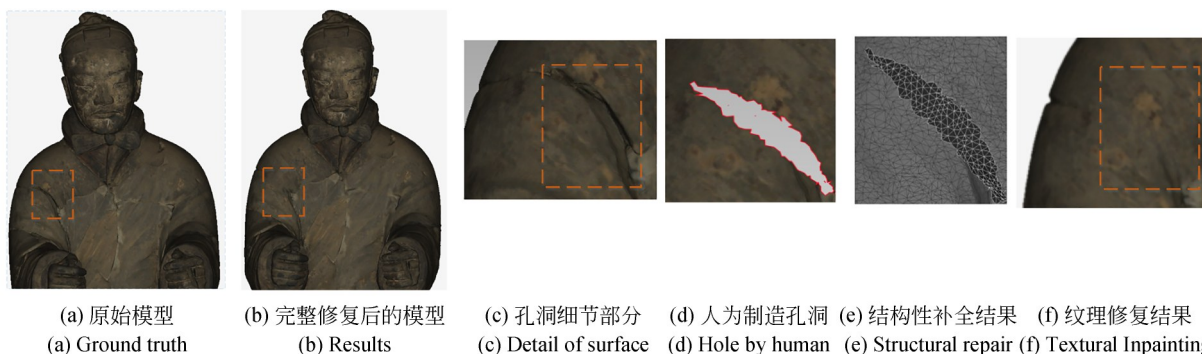 (a) 原始模型 (b) 完整修复后的模型 (c) 孔洞细节部分 (d) 人为制造孔洞 (e) 结构性补全结果 (f) 纹理修复结果
(a) Ground truth (b) Results (c) Detail of surface (d) Hole by human (e) Structural repair (f) Textural Inpainting